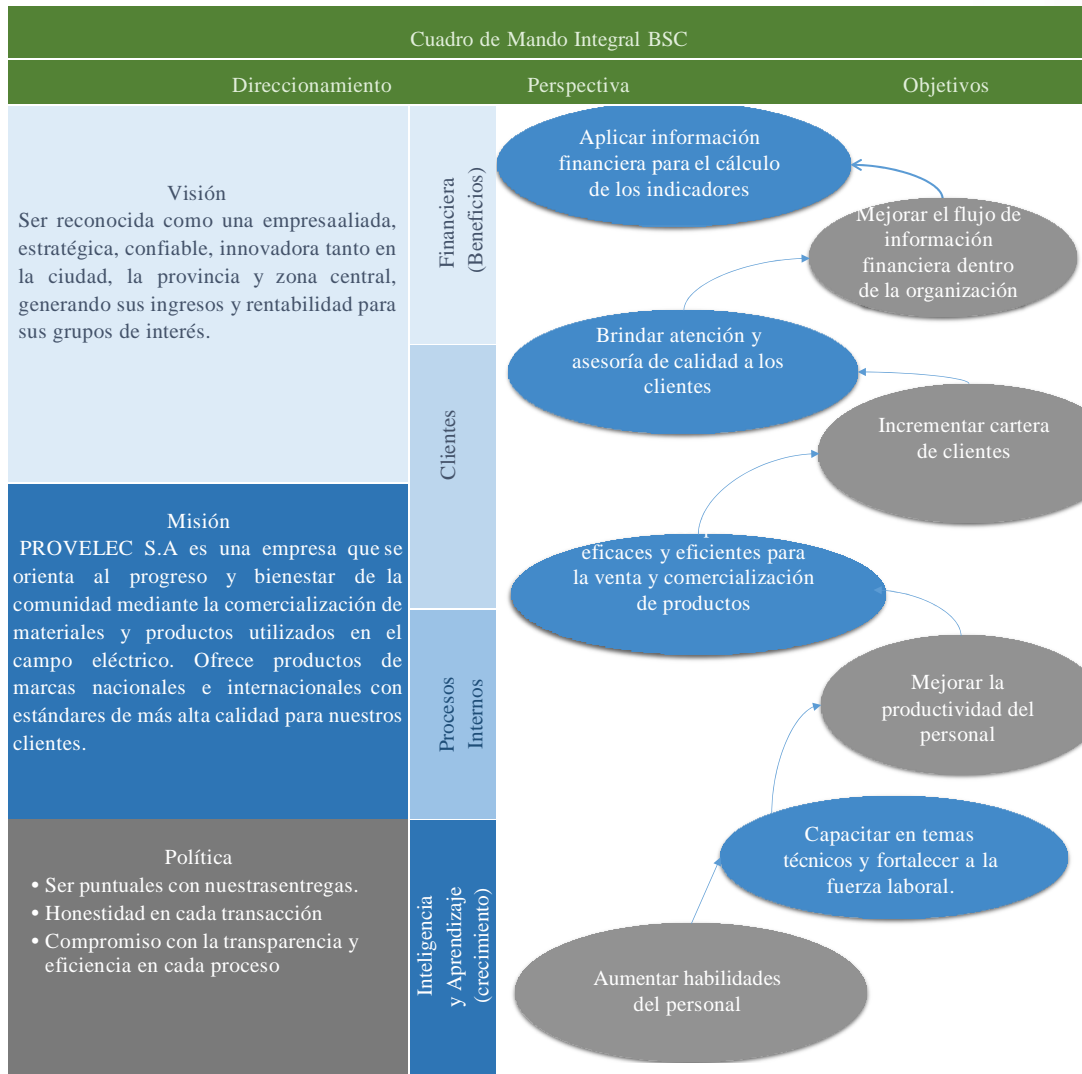 Cuadro de Mando Integral BSC
Direccionamiento Perspectiva Objetivos
Visión
Ser reconocida como una empresaaliada,
estratégica, confiable, innovadora tanto en
la ciudad, la provincia y zona central,
generando sus ingresos y rentabilidad para
sus grupos de interés.
Misión
PROVELEC S.A es una empresa que se
orienta al progreso y bienestar de la
comunidad mediante la comercialización de
materiales y productos utilizados en el
campo eléctrico. Ofrece productos de
marcas nacionales e internacionales con
estándares de más alta calidad para nuestros
clientes.
Política
• Ser puntuales con nuestrasentregas.
• Honestidad en cada transacción
• Compromiso con la transparencia y
eficiencia en cada proceso
Financiera
(Beneficios)
Clientes
Procesos
Internos
Inteligencia
y Aprendizaje
(crecimiento)
Aplicar información
financiera para el cálculo
de los indicadores
Mejorar el flujo de
información
financiera dentro
de la organización
Brindar atención y
asesoría de calidad a los
clientes
Incrementar cartera
de clientes
eficaces y eficientes para
la venta y comercialización
de productos
Mejorar la
productividad del
personal
Capacitar en temas
técnicos y fortalecer a la
fuerza laboral.
Aumentar habilidades
del personal